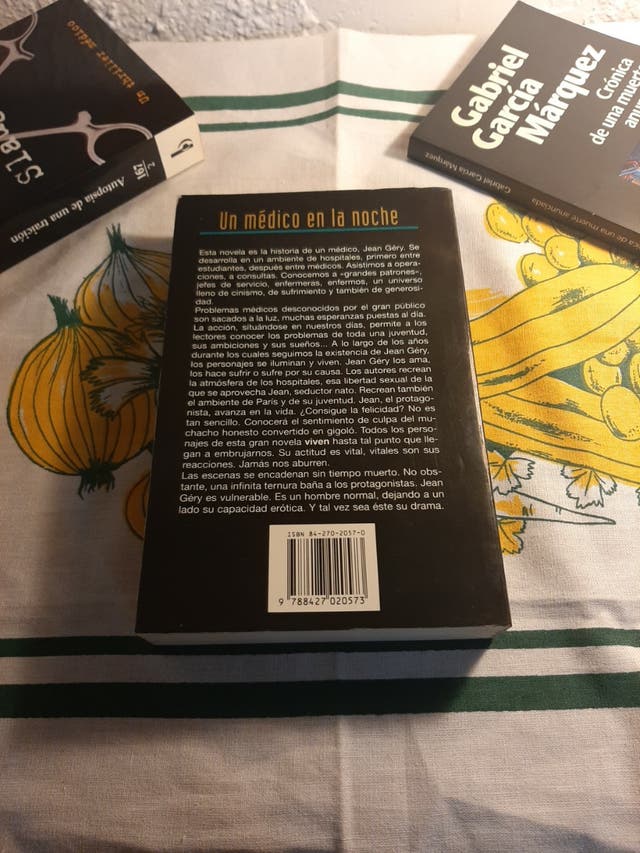 Un thriller médico
Autopsia de una traición
Gabriel
García
Márquez
Crónica
de una muerte
Gabriel García Márquez
de una muerte anunciada
Un médico en la noche
Esta novela es la historia de un médico, Jean Géry. Se
desarrolla en un ambiente de hospitales, primero entre
estudiantes, después entre médicos. Asistimos a opera-
ciones, a consultas. Conocemos a «grandes patrones»,
jefes de servicio, enfermeras, enfermos, un universo
lleno de cinismo, de sufrimiento y también de generosi-
dad.
Problemas médicos desconocidos por el gran público
son sacados a la luz, muchas esperanzas puestas al día.
La acción, situándose en nuestros días, permite a los
lectores conocer los problemas de toda una juventud,
sus ambiciones y sus sueños... A lo largo de los años
durante los cuales seguimos la existencia de Jean Géry,
los personajes se iluminan y viven. Jean Géry los ama,
los hace sufrir o sufre por su causa. Los autores recrean
la atmósfera de los hospitales, esa libertad sexual de la
que se aprovecha Jean, seductor nato. Recrean también
el ambiente de París y de su juventud. Jean, el protago-
nista, avanza en la vida. ¿Consigue la felicidad? No es
tan sencillo. Conocerá el sentimiento de culpa del mu-
chacho honesto convertido en gigoló. Todos los perso-
najes de esta gran novela viven hasta tal punto que lle-
gan a embrujarnos. Su actitud es vital, vitales son sus
reacciones. Jamás nos aburren.
Las escenas se encadenan sin tiempo muerto. No obs-
tante, una infinita ternura baña a los protagonistas. Jean
Géry es vulnerable. Es un hombre normal, dejando a un
lado su capacidad erótica. Y tal vez sea éste su drama.
ISBN 84-270-2057-0
9 788427 020573